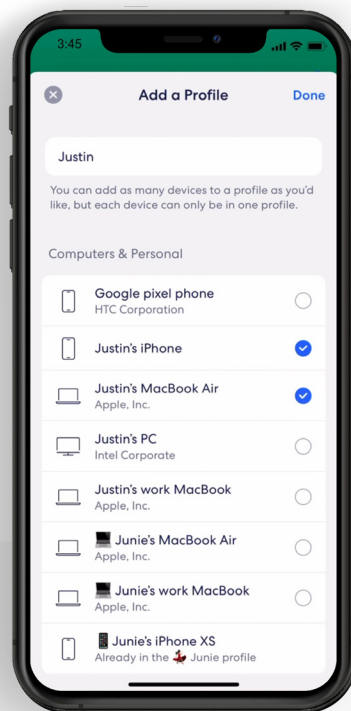 3:45
Add a Profile
Done
Justin
You can add as many devices to a profile as you'd
like, but each device can only be in one profile.
Computers & Personal
Google pixel phone
HTC Corporation
Justin's iPhone
Justin's MacBook Air
Apple, Inc.
Justin's PC
Intel Corporate
Justin's work MacBook
Apple, Inc.
💻 Junie's MacBook Air
Apple, Inc.
💻 Junie's work MacBook
Apple, Inc.
📱 Junie's iPhone XS
Already in the 💃 Junie profile